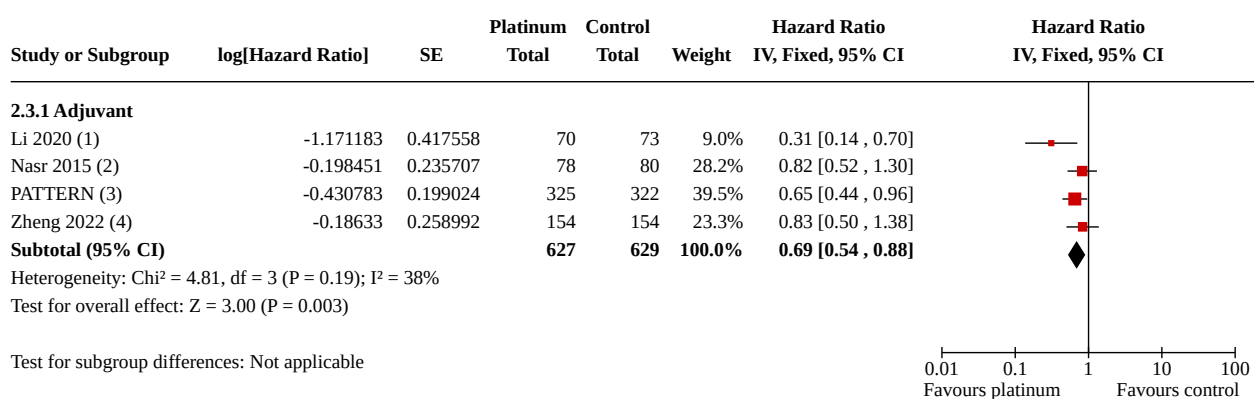 Platinum Control Hazard Ratio Hazard Ratio
Study or Subgroup log[Hazard Ratio] SE Total Total Weight IV, Fixed, 95% CI IV, Fixed, 95% CI
2.3.1 Adjuvant
Li 2020 (1) -1.171183 0.417558 70 73 9.0% 0.31 [0.14 , 0.70]
Nasr 2015 (2) -0.198451 0.235707 78 80 28.2% 0.82 [0.52 , 1.30]
PATTERN (3) -0.430783 0.199024 325 322 39.5% 0.65 [0.44 , 0.96]
Zheng 2022 (4) -0.18633 0.258992 154 154 23.3% 0.83 [0.50 , 1.38]
Subtotal (95% CI) 627 629 100.0% 0.69 [0.54 , 0.88]
Heterogeneity: Chi² = 4.81, df = 3 (P = 0.19); I² = 38%
Test for overall effect: Z = 3.00 (P = 0.003)
Test for subgroup differences: Not applicable
0.01 0.1 1 10 100
Favours platinum Favours control